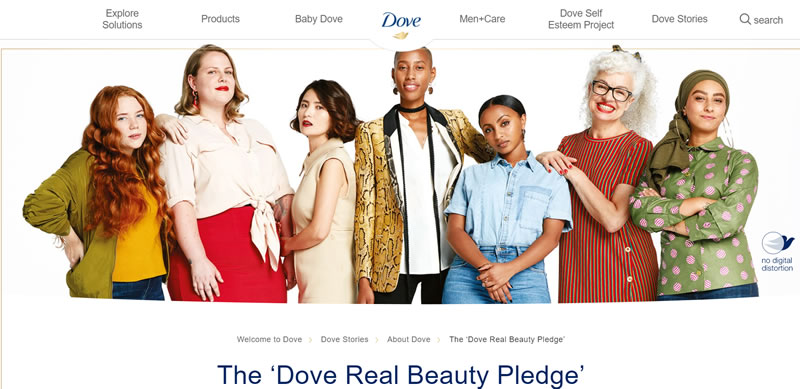 Explore
Solutions
Products
Baby Dove
Dove
Men+Care
Dove Self
Esteem Project
Dove Stories
search
no digital
distortion
Welcome to Dove > Dove Stories > About Dove > The ‘Dove Real Beauty Pledge’
The ‘Dove Real Beauty Pledge’